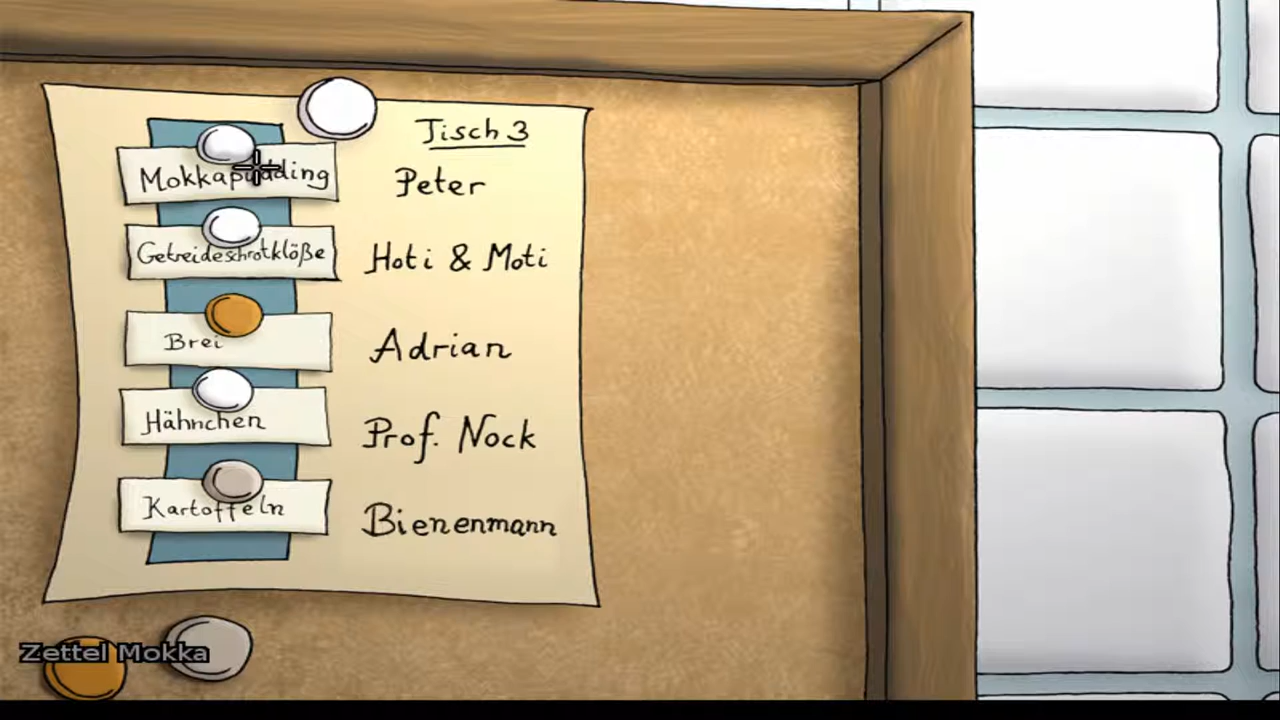 Tisch 3
Mokkapudding Peter
Getreideschrotklöße Hoti & Moti
Brei Adrian
Hähnchen Prof. Nock
Kartoffeln Bienenmann
Zettel Mokka